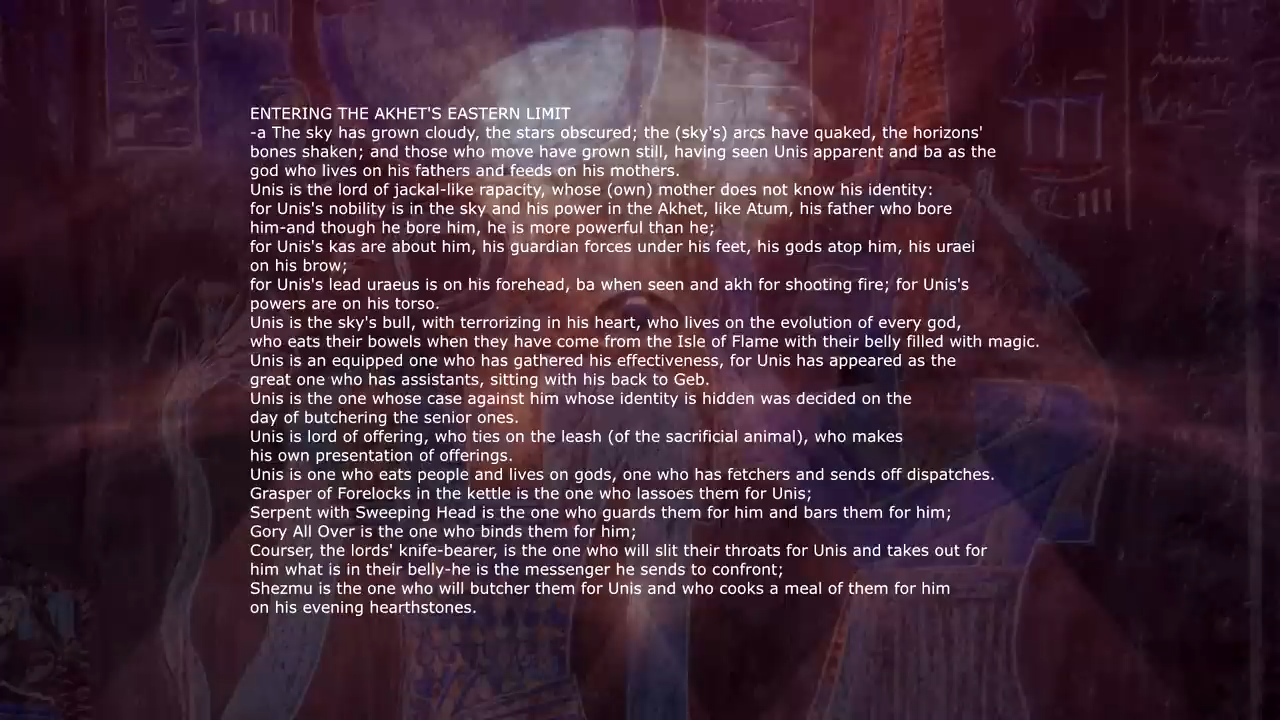 ENTERING THE AKHET'S EASTERN LIMIT
-a The sky has grown cloudy, the stars obscured; the (sky's) arcs have quaked, the horizons'
bones shaken; and those who move have grown still, having seen Unis apparent and ba as the
god who lives on his fathers and feeds on his mothers.
Unis is the lord of jackal-like rapacity, whose (own) mother does not know his identity:
for Unis's nobility is in the sky and his power in the Akhet, like Atum, his father who bore
him-and though he bore him, he is more powerful than he;
for Unis's kas are about him, his guardian forces under his feet, his gods atop him, his uraei
on his brow;
for Unis's lead uraeus is on his forehead, ba when seen and akh for shooting fire; for Unis's
powers are on his torso.
Unis is the sky's bull, with terrorizing in his heart, who lives on the evolution of every god,
who eats their bowels when they have come from the Isle of Flame with their belly filled with magic.
Unis is an equipped one who has gathered his effectiveness, for Unis has appeared as the
great one who has assistants, sitting with his back to Geb.
Unis is the one whose case against him whose identity is hidden was decided on the
day of butchering the senior ones.
Unis is lord of offering, who ties on the leash (of the sacrificial animal), who makes
his own presentation of offerings.
Unis is one who eats people and lives on gods, one who has fetchers and sends off dispatches.
Grasper of Forelocks in the kettle is the one who lassoes them for Unis;
Serpent with Sweeping Head is the one who guards them for him and bars them for him;
Gory All Over is the one who binds them for him;
Courser, the lords' knife-bearer, is the one who will slit their throats for Unis and takes out for
him what is in their belly-he is the messenger he sends to confront;
Shezmu is the one who will butcher them for Unis and who cooks a meal of them for him
on his evening hearthstones.